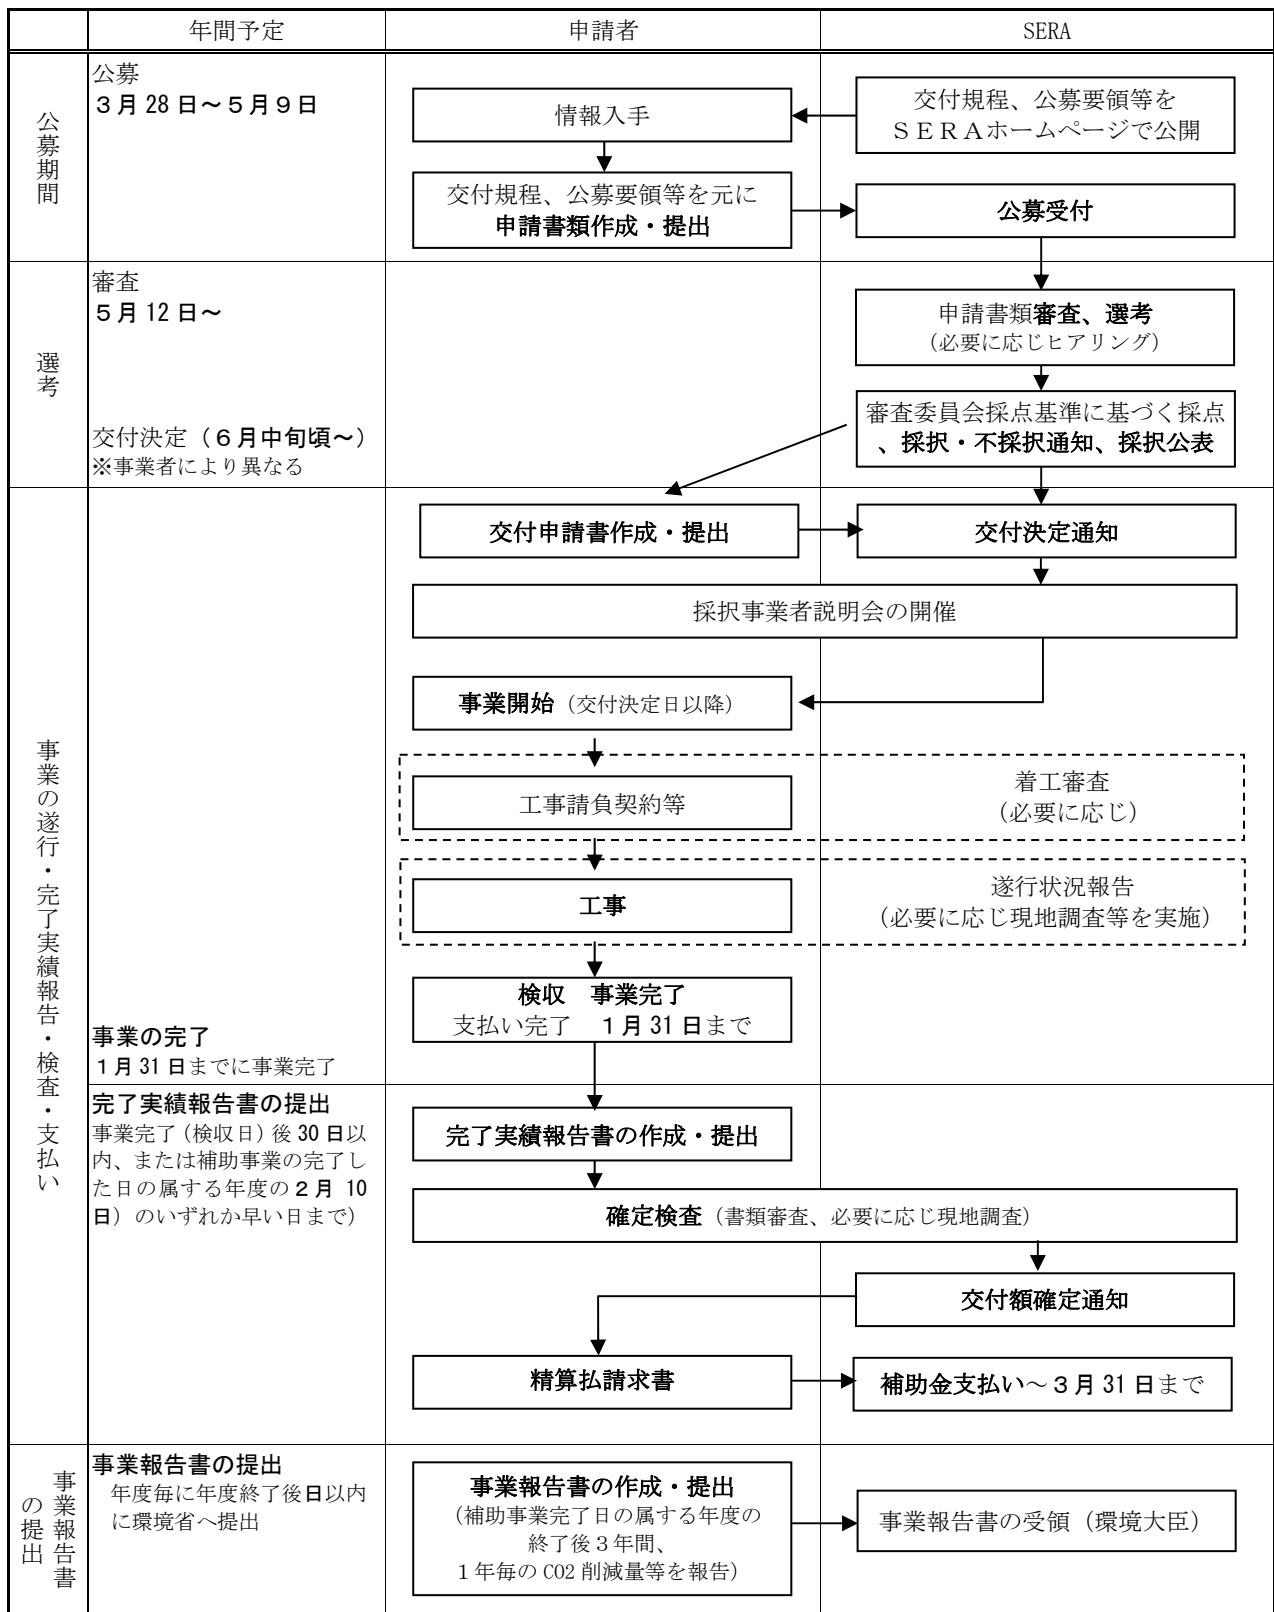 年間予定
申請者
SERA
公募期間
公募
３月 28 日～５月９日
情報入手
交付規程、公募要領等を
ＳＥＲＡホームページで公開
交付規程、公募要領等を元に
申請書類作成・提出
公募受付
選考
審査
５月 12 日～
交付決定（６月中旬頃～）
※事業者により異なる
申請書類審査、選考
（必要に応じヒアリング）
審査委員会採点基準に基づく採点
、採択・不採択通知、採択公表
事業の遂行・完了実績報告・検査・支払い
交付申請書作成・提出
交付決定通知
採択事業者説明会の開催
事業開始（交付決定日以降）
工事請負契約等
着工審査
（必要に応じ）
工事
遂行状況報告
（必要に応じ現地調査等を実施）
検収　事業完了
支払い完了　１月 31 日まで
事業の完了
１月 31 日までに事業完了
完了実績報告書の提出
事業完了（検収日）後 30 日以
内、または補助事業の完了し
た日の属する年度の２月 10
日）のいずれか早い日まで）
完了実績報告書の作成・提出
確定検査（書類審査、必要に応じ現地調査）
交付額確定通知
精算払請求書
補助金支払い～３月 31 日まで
事業報告書
の提出
事業報告書の提出
年度毎に年度終了後日以内
に環境省へ提出
事業報告書の作成・提出
（補助事業完了日の属する年度の
終了後３年間、
１年毎の CO2 削減量等を報告）
事業報告書の受領（環境大臣）